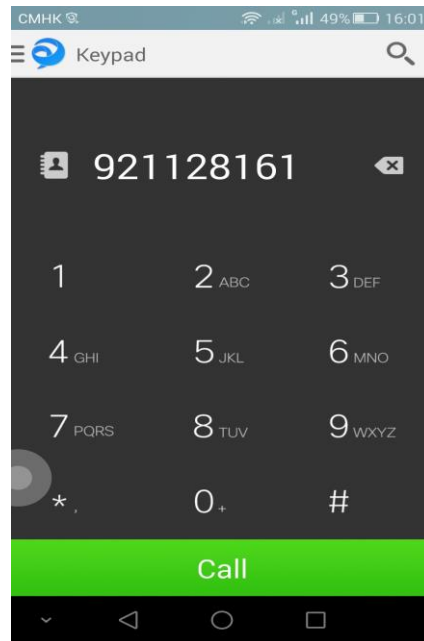 CMHK 49% 16:01
Keypad
921128161
1 2 ABC 3 DEF
4 GHI 5 JKL 6 MNO
7 PQRS 8 TUV 9 WXYZ
* , 0 + #
Call